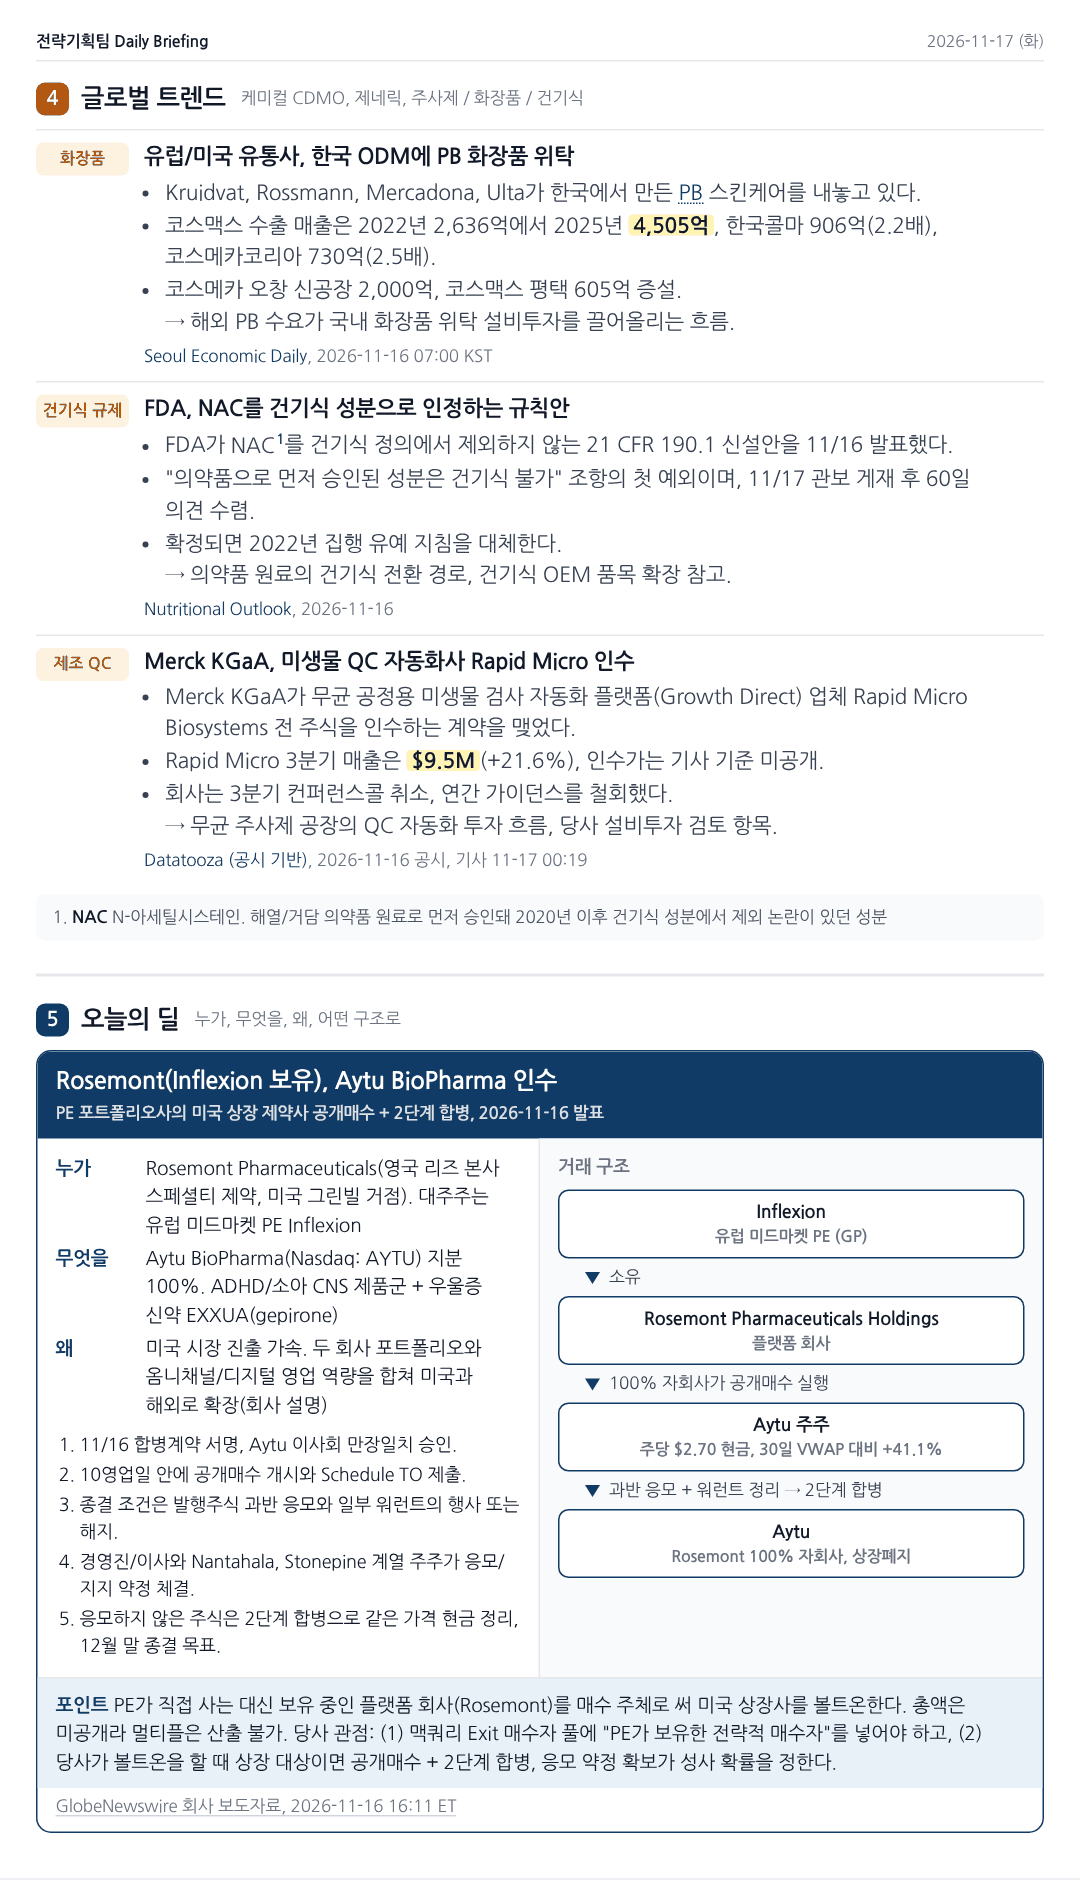 전략기획팀 Daily Briefing
2026-11-17 (화)
4 글로벌 트렌드 케미컬 CDMO, 제네릭, 주사제 / 화장품 / 건기식
화장품
유럽/미국 유통사, 한국 ODM에 PB 화장품 위탁
• Kruidvat, Rossmann, Mercadona, Ulta가 한국에서 만든 PB 스킨케어를 내놓고 있다.
• 코스맥스 수출 매출은 2022년 2,636억에서 2025년 4,505억, 한국콜마 906억(2.2배),
코스메카코리아 730억(2.5배).
• 코스메카 오창 신공장 2,000억, 코스맥스 평택 605억 증설.
→ 해외 PB 수요가 국내 화장품 위탁 설비투자를 끌어올리는 흐름.
Seoul Economic Daily, 2026-11-16 07:00 KST
건기식 규제
FDA, NAC를 건기식 성분으로 인정하는 규칙안
• FDA가 NAC¹를 건기식 정의에서 제외하지 않는 21 CFR 190.1 신설안을 11/16 발표했다.
• "의약품으로 먼저 승인된 성분은 건기식 불가" 조항의 첫 예외이며, 11/17 관보 게재 후 60일
의견 수렴.
• 확정되면 2022년 집행 유예 지침을 대체한다.
→ 의약품 원료의 건기식 전환 경로, 건기식 OEM 품목 확장 참고.
Nutritional Outlook, 2026-11-16
제조 QC
Merck KGaA, 미생물 QC 자동화사 Rapid Micro 인수
• Merck KGaA가 무균 공정용 미생물 검사 자동화 플랫폼(Growth Direct) 업체 Rapid Micro
Biosystems 전 주식을 인수하는 계약을 맺었다.
• Rapid Micro 3분기 매출은 $9.5M(+21.6%), 인수가는 기사 기준 미공개.
• 회사는 3분기 컨퍼런스콜 취소, 연간 가이던스를 철회했다.
→ 무균 주사제 공장의 QC 자동화 투자 흐름, 당사 설비투자 검토 항목.
Datatooza (공시 기반), 2026-11-16 공시, 기사 11-17 00:19
1. NAC N-아세틸시스테인. 해열/거담 의약품 원료로 먼저 승인돼 2020년 이후 건기식 성분에서 제외 논란이 있던 성분
5 오늘의 딜 누가, 무엇을, 왜, 어떤 구조로
Rosemont(Inflexion 보유), Aytu BioPharma 인수
PE 포트폴리오사의 미국 상장 제약사 공개매수 + 2단계 합병, 2026-11-16 발표
누가
Rosemont Pharmaceuticals(영국 리즈 본사
스페셜티 제약, 미국 그린빌 거점). 대주주는
유럽 미드마켓 PE Inflexion
무엇을
Aytu BioPharma(Nasdaq: AYTU) 지분
100%. ADHD/소아 CNS 제품군 + 우울증
신약 EXXUA(gepirone)
왜
미국 시장 진출 가속. 두 회사 포트폴리오와
옴니채널/디지털 영업 역량을 합쳐 미국과
해외로 확장(회사 설명)
1. 11/16 합병계약 서명, Aytu 이사회 만장일치 승인.
2. 10영업일 안에 공개매수 개시와 Schedule TO 제출.
3. 종결 조건은 발행주식 과반 응모와 일부 워런트의 행사 또는
해지.
4. 경영진/이사와 Nantahala, Stonepine 계열 주주가 응모/
지지 약정 체결.
5. 응모하지 않은 주식은 2단계 합병으로 같은 가격 현금 정리,
12월 말 종결 목표.
거래 구조
Inflexion
유럽 미드마켓 PE (GP)
▼ 소유
Rosemont Pharmaceuticals Holdings
플랫폼 회사
▼ 100% 자회사가 공개매수 실행
Aytu 주주
주당 $2.70 현금, 30일 VWAP 대비 +41.1%
▼ 과반 응모 + 워런트 정리 → 2단계 합병
Aytu
Rosemont 100% 자회사, 상장폐지
포인트 PE가 직접 사는 대신 보유 중인 플랫폼 회사(Rosemont)를 매수 주체로 써 미국 상장사를 볼트온한다. 총액은
미공개라 멀티플은 산출 불가. 당사 관점: (1) 맥쿼리 Exit 매수자 풀에 "PE가 보유한 전략적 매수자"를 넣어야 하고, (2)
당사가 볼트온을 할 때 상장 대상이면 공개매수 + 2단계 합병, 응모 약정 확보가 성사 확률을 정한다.
GlobeNewswire 회사 보도자료, 2026-11-16 16:11 ET